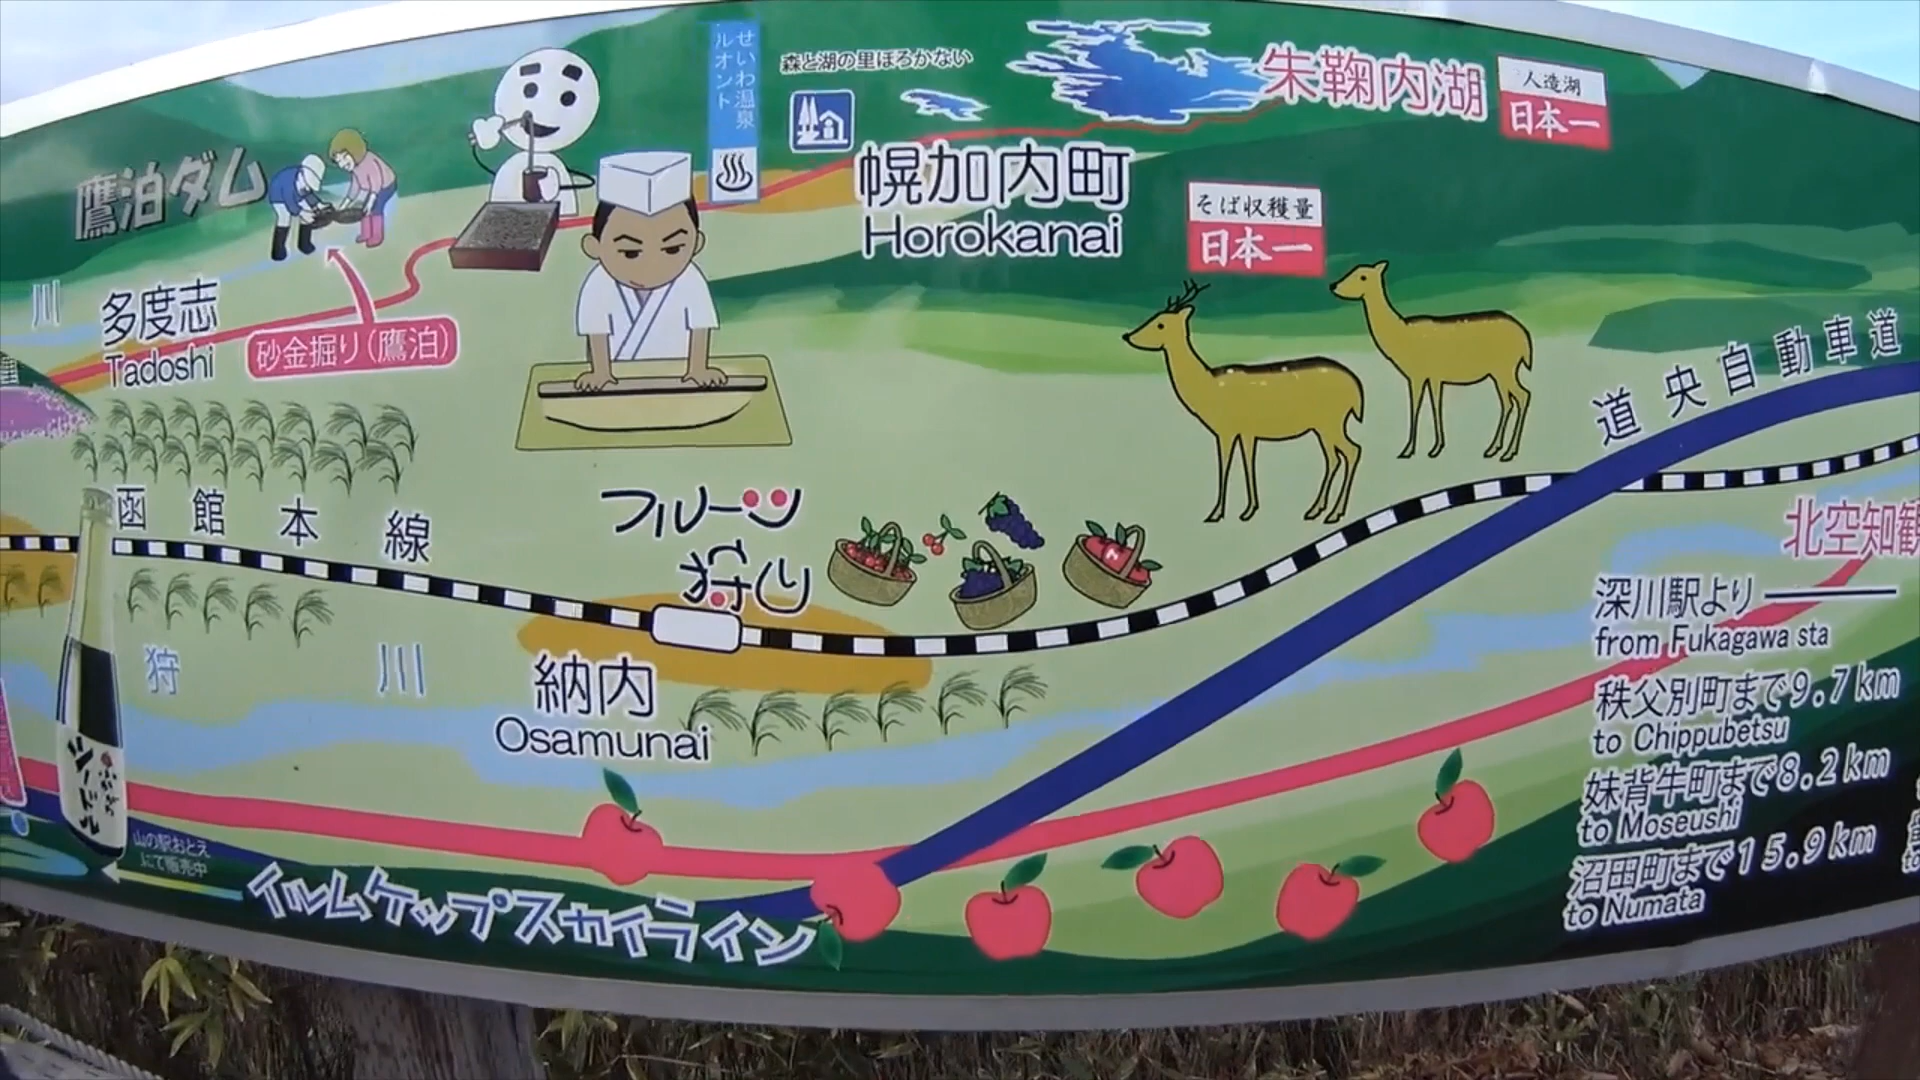 せいわ温泉
ルオント
森と湖の里ほろかない
朱鞠内湖
人造湖
日本一
鷹泊ダム
幌加内町
Horokanai
そば収穫量
日本一
川
多度志
Tadoshi
砂金掘り(鷹泊)
道央自動車道
函館本線
フルーツ
狩り
北空知
深川駅より
from Fukagawa sta
秩父別町まで9.7km
to Chippubetsu
妹背牛町まで8.2km
to Moseushi
沼田町まで15.9km
to Numata
狩川
納内
Osamunai
ふかがわ
シードル
山の駅おとえ
にて販売中
イルムケップスカイライン